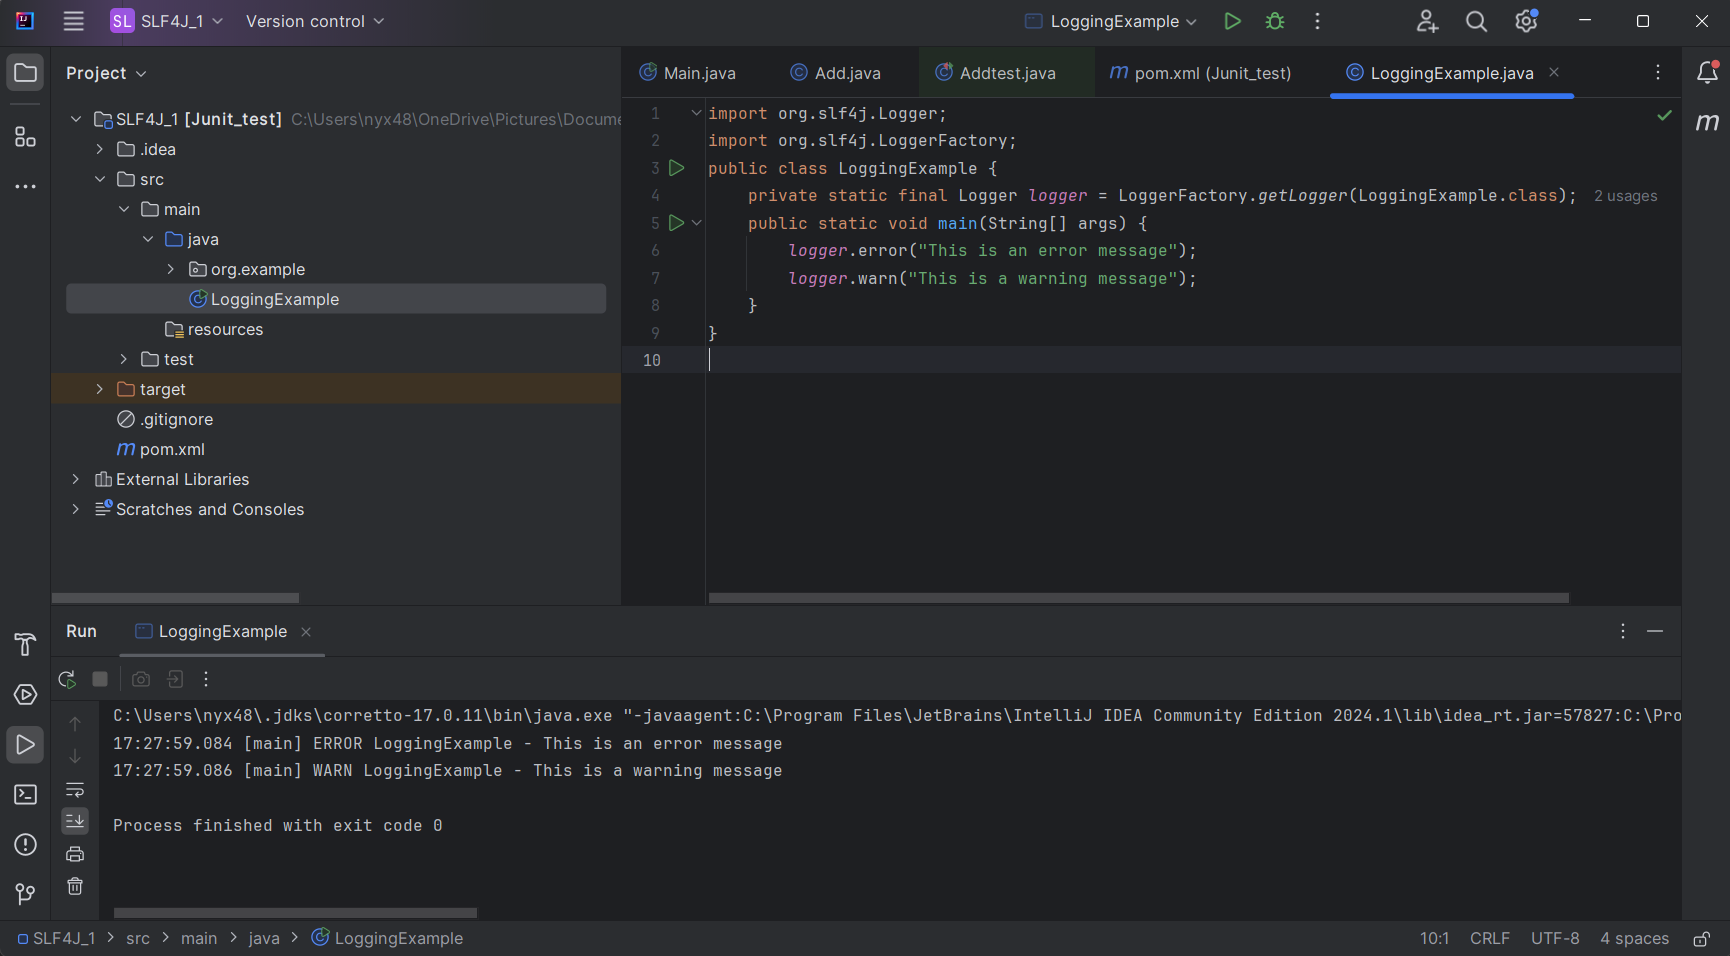 SL SLF4J_1 Version control LoggingExample
Project
Main.java Add.java Addtest.java pom.xml (Junit_test) LoggingExample.java
SLF4J_1 [Junit_test] C:\Users\nyx48\OneDrive\Pictures\Docume
.idea
src
main
java
org.example
LoggingExample
resources
test
target
.gitignore
pom.xml
External Libraries
Scratches and Consoles
1 import org.slf4j.Logger;
2 import org.slf4j.LoggerFactory;
3 public class LoggingExample {
4 private static final Logger logger = LoggerFactory.getLogger(LoggingExample.class); 2 usages
5 public static void main(String[] args) {
6 logger.error("This is an error message");
7 logger.warn("This is a warning message");
8 }
9 }
10
Run LoggingExample
C:\Users\nyx48\.jdks\corretto-17.0.11\bin\java.exe "-javaagent:C:\Program Files\JetBrains\IntelliJ IDEA Community Edition 2024.1\lib\idea_rt.jar=57827:C:\Pro
17:27:59.084 [main] ERROR LoggingExample - This is an error message
17:27:59.086 [main] WARN LoggingExample - This is a warning message
Process finished with exit code 0
SLF4J_1 > src > main > java > LoggingExample 10:1 CRLF UTF-8 4 spaces